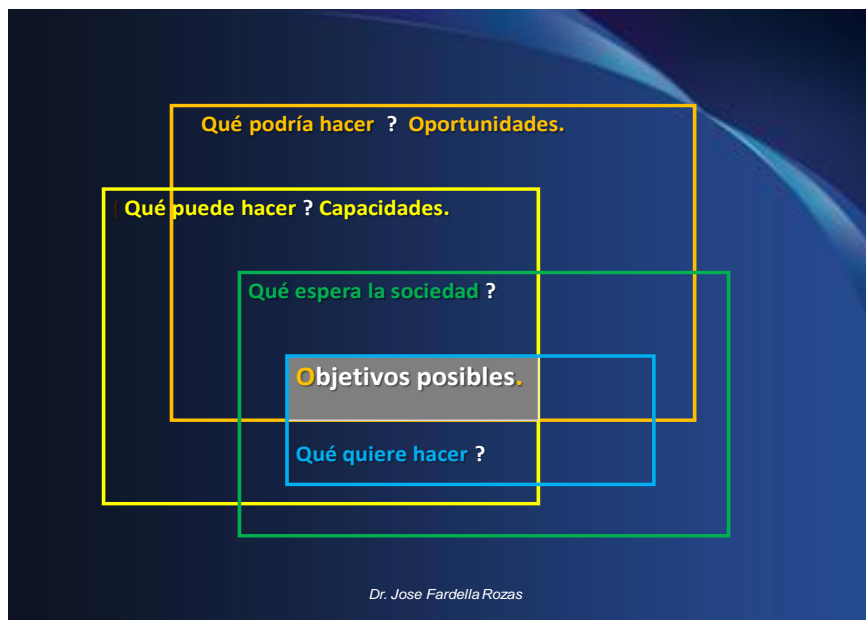 Qué podría hacer ? Oportunidades.
( Qué puede hacer ? Capacidades.
Qué espera la sociedad ?
Objetivos posibles.
Qué quiere hacer ?
Dr. Jose Fardella Rozas